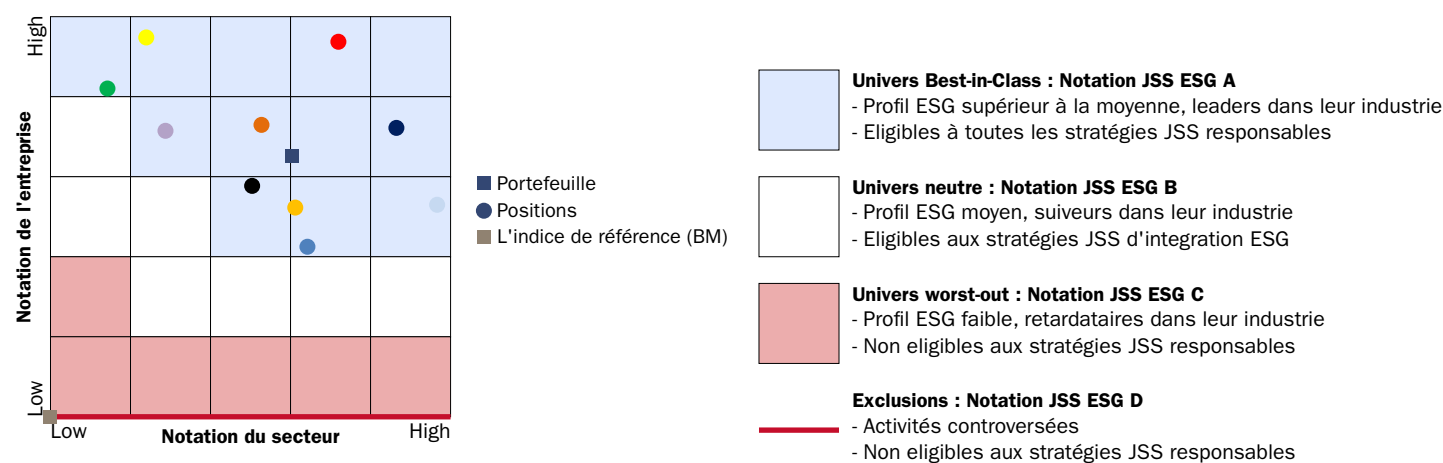 High
Notation de l'entreprise
Low
Low
Notation du secteur
High
Portefeuille
Positions
L'indice de référence (BM)
Univers Best-in-Class : Notation JSS ESG A
- Profil ESG supérieur à la moyenne, leaders dans leur industrie
- Eligibles à toutes les stratégies JSS responsables
Univers neutre : Notation JSS ESG B
- Profil ESG moyen, suiveurs dans leur industrie
- Eligibles aux stratégies JSS d'integration ESG
Univers worst-out : Notation JSS ESG C
- Profil ESG faible, retardataires dans leur industrie
- Non eligibles aux stratégies JSS responsables
Exclusions : Notation JSS ESG D
- Activités controversées
- Non eligibles aux stratégies JSS responsables